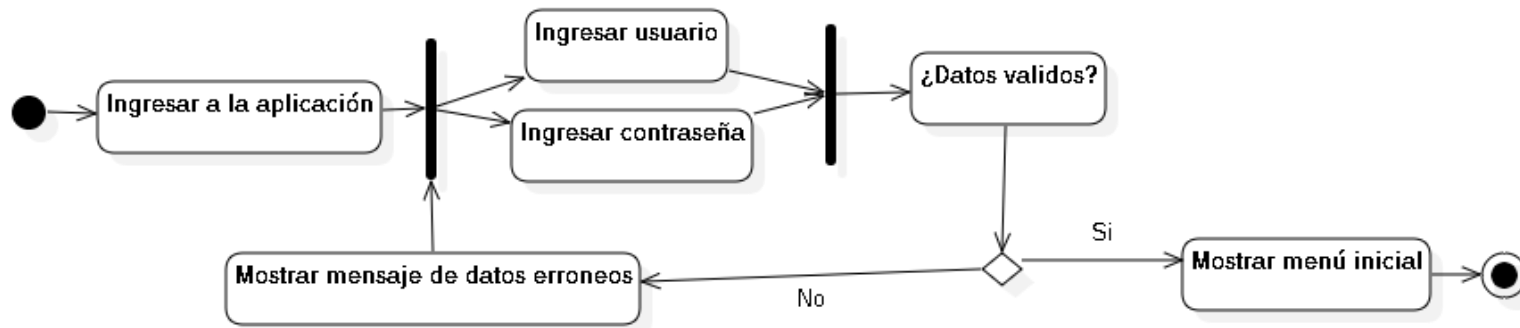 Ingresar usuario
¿Datos validos?
Ingresar a la aplicación
Ingresar contraseña
Si
Mostrar menú inicial
Mostrar mensaje de datos erroneos
No